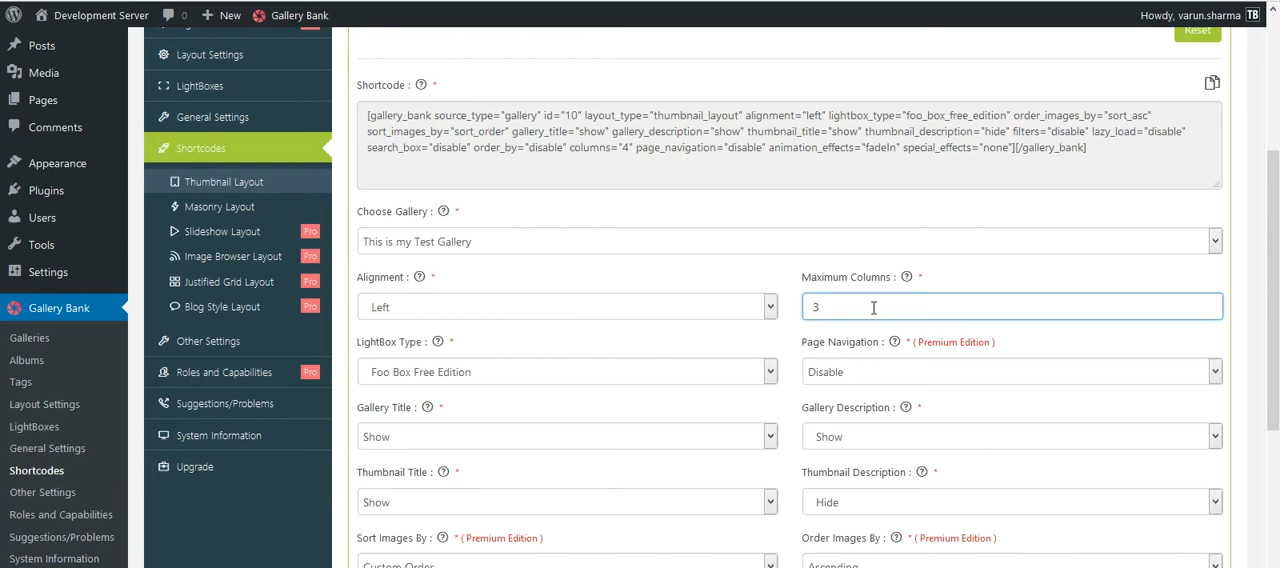 Development Server
0
New
Gallery Bank
Howdy, varun.sharma
TB
Posts
Media
Pages
Comments
Appearance
Plugins
Users
Tools
Settings
Gallery Bank
Galleries
Albums
Tags
Layout Settings
LightBoxes
General Settings
Shortcodes
Other Settings
Roles and Capabilities
Suggestions/Problems
System Information
Layout Settings
LightBoxes
General Settings
Shortcodes
Thumbnail Layout
Masonry Layout
Slideshow Layout Pro
Image Browser Layout Pro
Justified Grid Layout Pro
Blog Style Layout Pro
Other Settings
Roles and Capabilities Pro
Suggestions/Problems
System Information
Upgrade
Reset
Shortcode : *
[gallery_bank source_type="gallery" id="10" layout_type="thumbnail_layout" alignment="left" lightbox_type="foo_box_free_edition" order_images_by="sort_asc"
sort_images_by="sort_order" gallery_title="show" gallery_description="show" thumbnail_title="show" thumbnail_description="hide" filters="disable" lazy_load="disable"
search_box="disable" order_by="disable" columns="4" page_navigation="disable" animation_effects="fadeIn" special_effects="none"][/gallery_bank]
Choose Gallery : *
This is my Test Gallery
Alignment : *
Left
Maximum Columns : *
3
LightBox Type : *
Foo Box Free Edition
Page Navigation : * ( Premium Edition )
Disable
Gallery Title : *
Show
Gallery Description : *
Show
Thumbnail Title : *
Show
Thumbnail Description : *
Hide
Sort Images By : * ( Premium Edition )
Custom Order
Order Images By : * ( Premium Edition )
Ascending